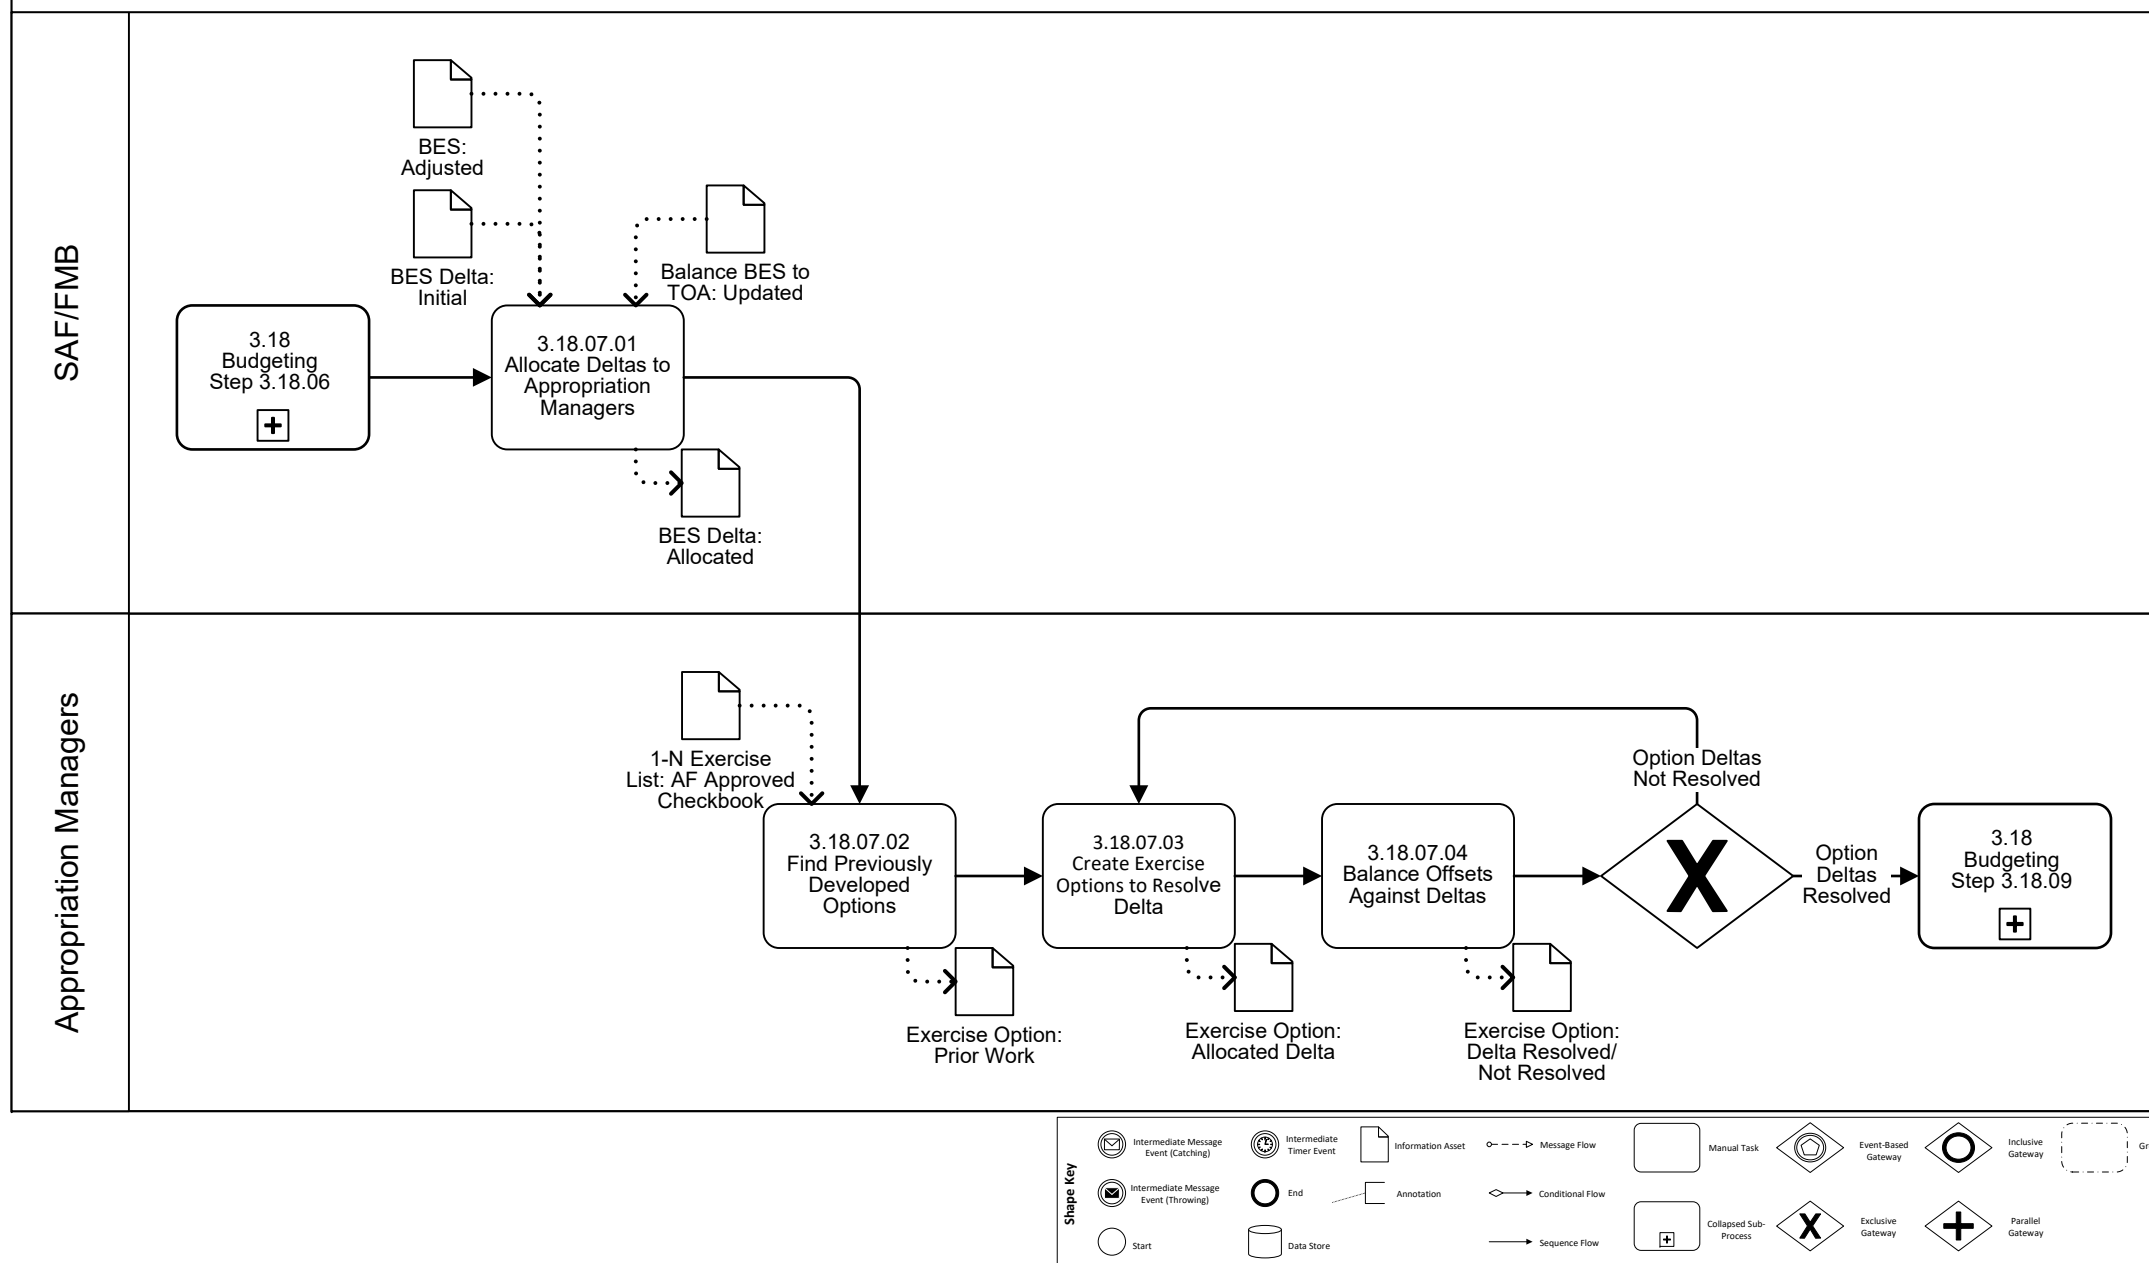 SAF/FMB
BES:
Adjusted
BES Delta:
Initial
Balance BES to
TOA: Updated
3.18
Budgeting
Step 3.18.06
3.18.07.01
Allocate Deltas to
Appropriation
Managers
BES Delta:
Allocated
Appropriation Managers
1-N Exercise
List: AF Approved
Checkbook
3.18.07.02
Find Previously
Developed
Options
3.18.07.03
Create Exercise
Options to Resolve
Delta
3.18.07.04
Balance Offsets
Against Deltas
Option Deltas
Not Resolved
X
Option
Deltas
Resolved
3.18
Budgeting
Step 3.18.09
Exercise Option:
Prior Work
Exercise Option:
Allocated Delta
Exercise Option:
Delta Resolved/
Not Resolved
Shape Key
Intermediate Message
Event (Catching)
Intermediate
Timer Event
Information Asset
Message Flow
Manual Task
Event-Based
Gateway
Inclusive
Gateway
Gr
Intermediate Message
Event (Throwing)
End
Annotation
Conditional Flow
Start
Data Store
Sequence Flow
Collapsed Sub-
Process
X
Exclusive
Gateway
Parallel
Gateway